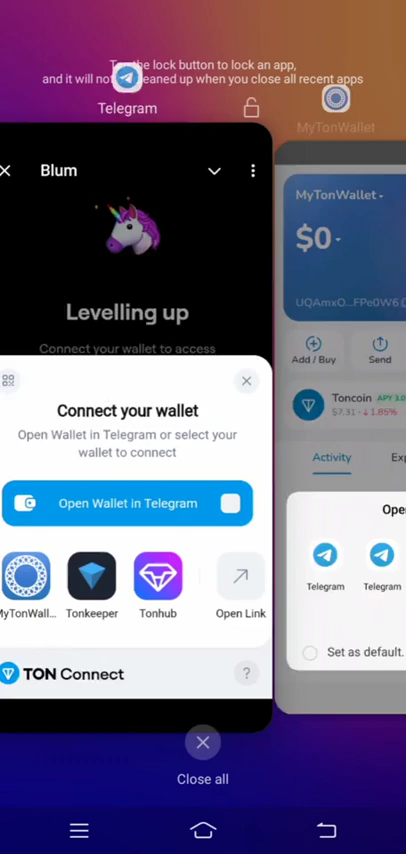 Tap the lock button to lock an app,
and it will not be cleaned up when you close all recent apps
Telegram
MyTonWallet
Blum
Levelling up
Connect your wallet to access
Connect your wallet
Open Wallet in Telegram or select your
wallet to connect
Open Wallet in Telegram
MyTonWall...
Tonkeeper
Tonhub
Open Link
TON Connect
?
MyTonWallet
$0
UQAmxO...FPe0W6
Add / Buy
Send
Toncoin
APY 3.0
$7.31 · ↓ 1.85%
Activity
Exp
Ope
Telegram
Telegram
Set as default.
Close all